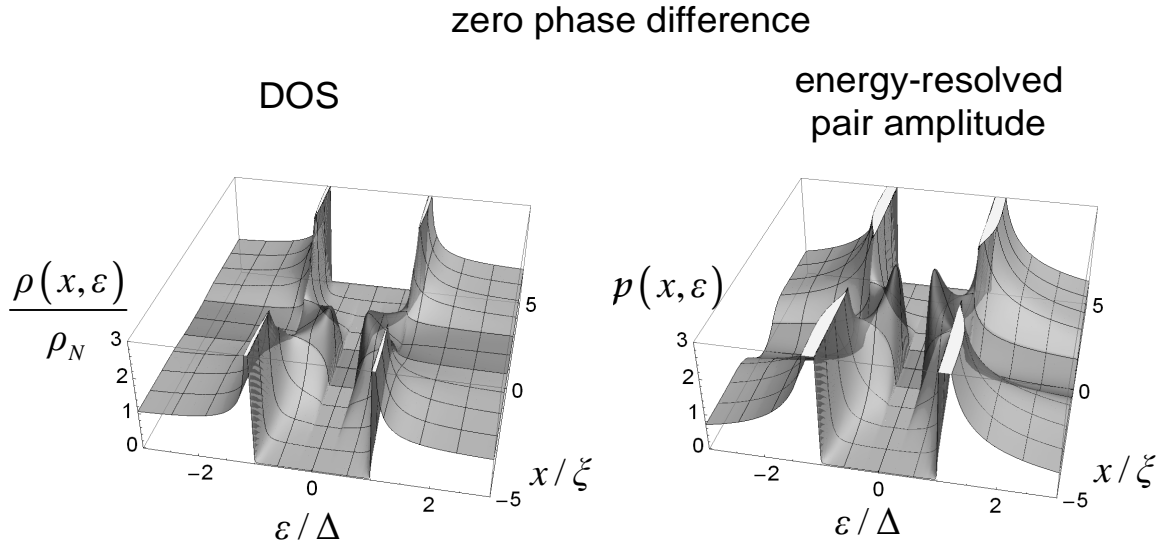 zero phase difference
DOS
energy-resolved
pair amplitude
ρ(x,ε)
ρ_N
3
2
1
0
−2
0
2
ε/Δ
5
0
−5
x/ξ
p(x,ε)
3
2
1
0
−2
0
2
ε/Δ
5
0
−5
x/ξ